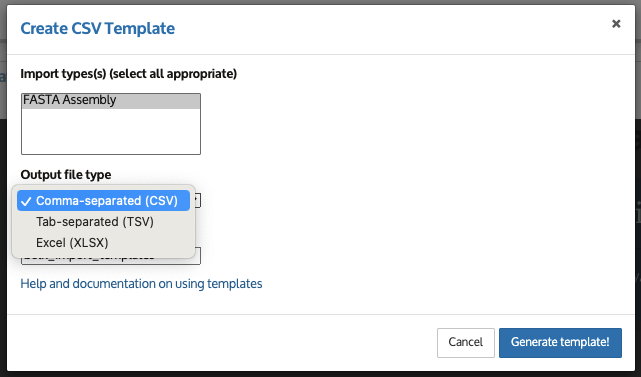 Create CSV Template
×
Import types(s) (select all appropriate)
FASTA Assembly
Output file type
✓ Comma-separated (CSV)
Tab-separated (TSV)
Excel (XLSX)
Help and documentation on using templates
Cancel
Generate template!